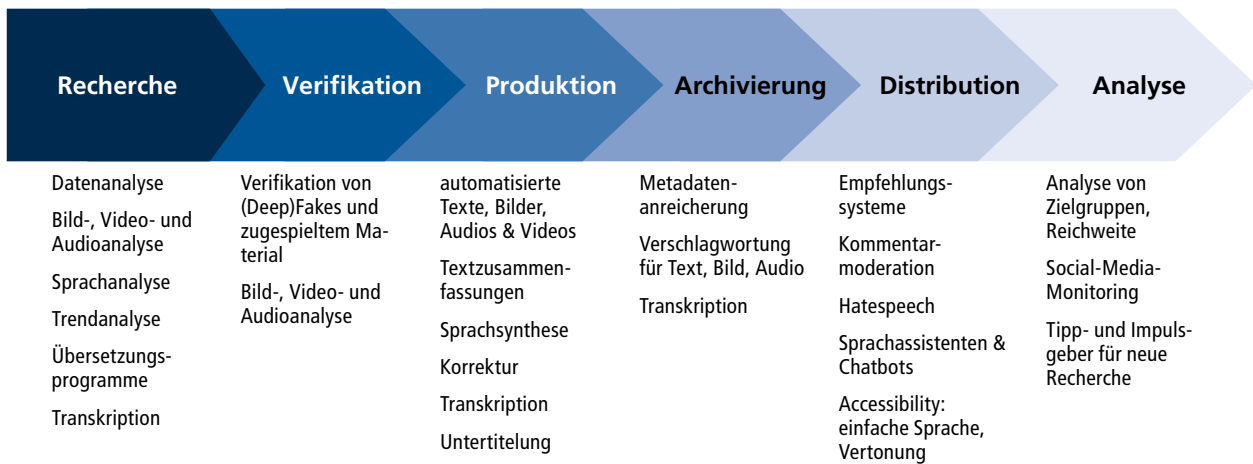 Recherche
Verifikation
Produktion
Archivierung
Distribution
Analyse
Datenanalyse
Bild-, Video- und
Audioanalyse
Sprachanalyse
Trendanalyse
Übersetzungs-
programme
Transkription
Verifikation von
(Deep)Fakes und
zugespieltem Ma-
terial
Bild-, Video- und
Audioanalyse
automatisierte
Texte, Bilder,
Audios & Videos
Textzusammen-
fassungen
Sprachsynthese
Korrektur
Transkription
Untertitelung
Metadaten-
anreicherung
Verschlagwortung
für Text, Bild, Audio
Transkription
Empfehlungs-
systeme
Kommentar-
moderation
Hatespeech
Sprachassistenten &
Chatbots
Accessibility:
einfache Sprache,
Vertonung
Analyse von
Zielgruppen,
Reichweite
Social-Media-
Monitoring
Tipp- und Impuls-
geber für neue
Recherche